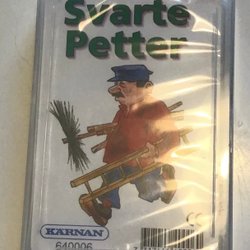 Svarte
Petter
KÄRNAN
640006